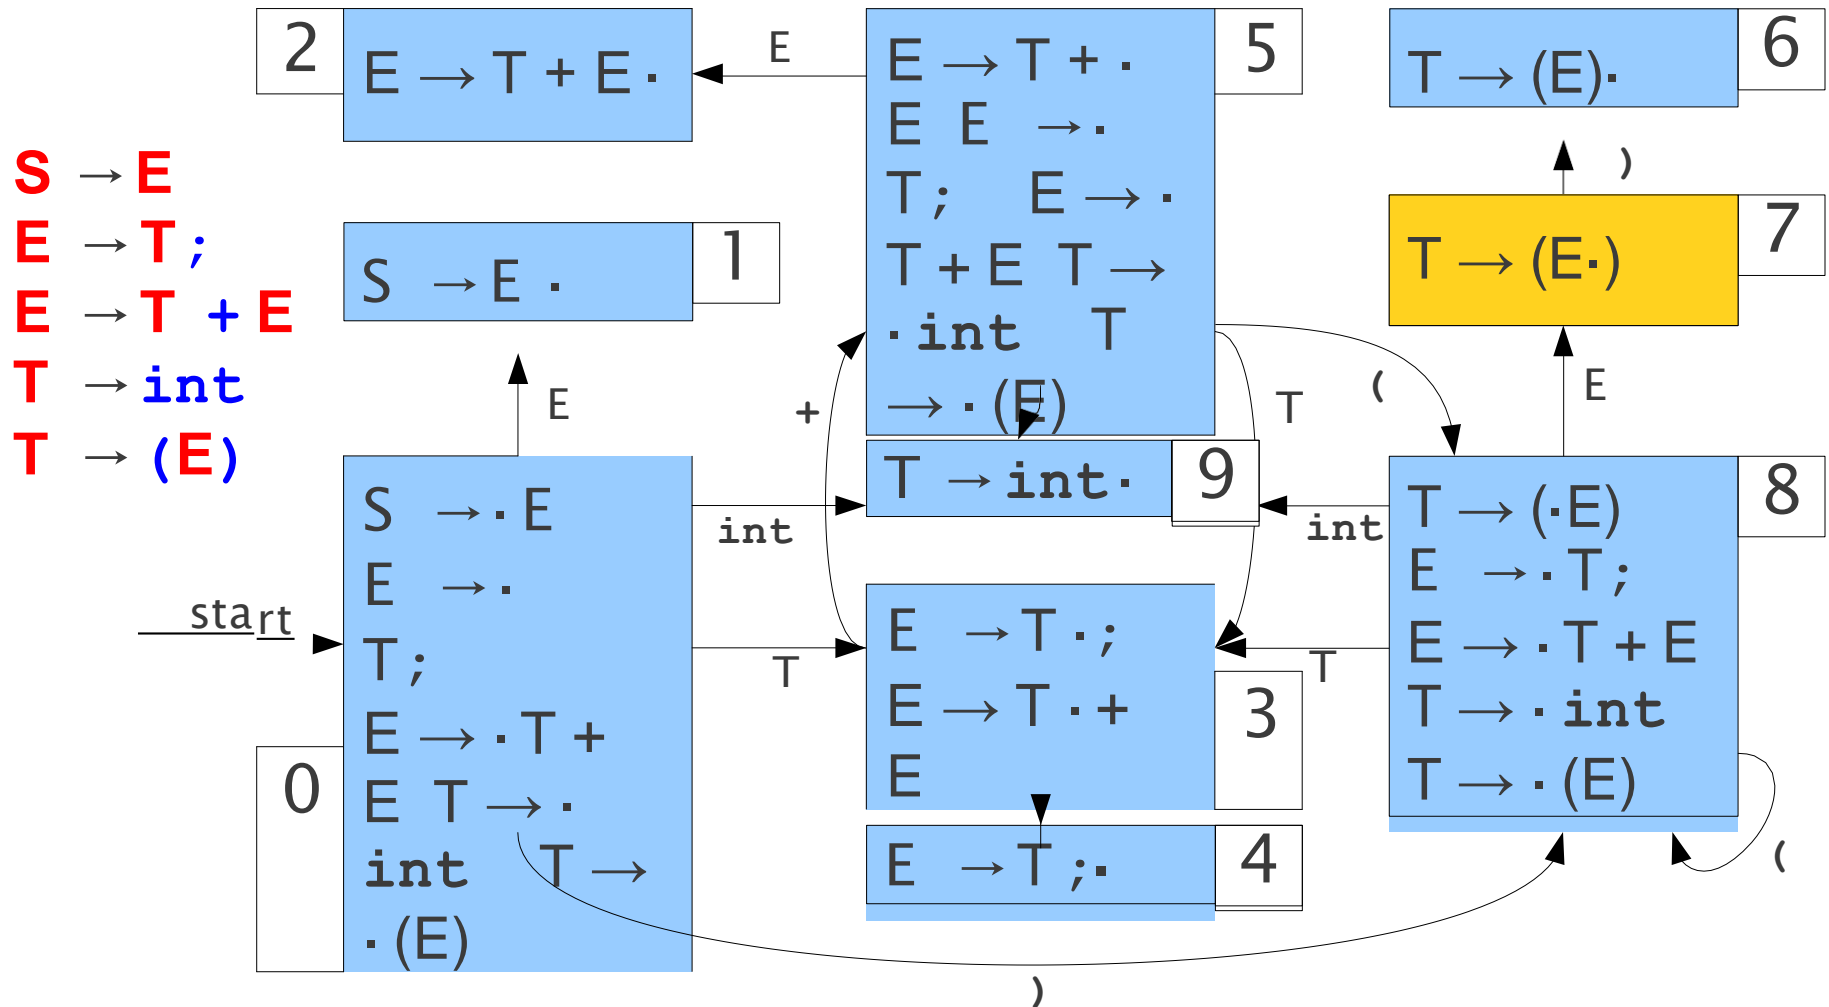 S → E
E → T ;
E → T + E
T → int
T → (E)
2
E → T + E ·
E
E → T + ·
E E → ·
T; E → ·
T + E T →
· int T
→ · (E)
5
T → (E)·
6
)
T → (E·)
7
E
S → E ·
1
E
+
T
(
start
S → · E
E → ·
T;
E → · T +
E T → ·
int T →
· (E)
0
int
T
T → int ·
9
E → T · ;
E → T · +
E
3
E → T ; ·
4
int
T
T → (·E)
E → · T ;
E → · T + E
T → · int
T → · (E)
8
(
)